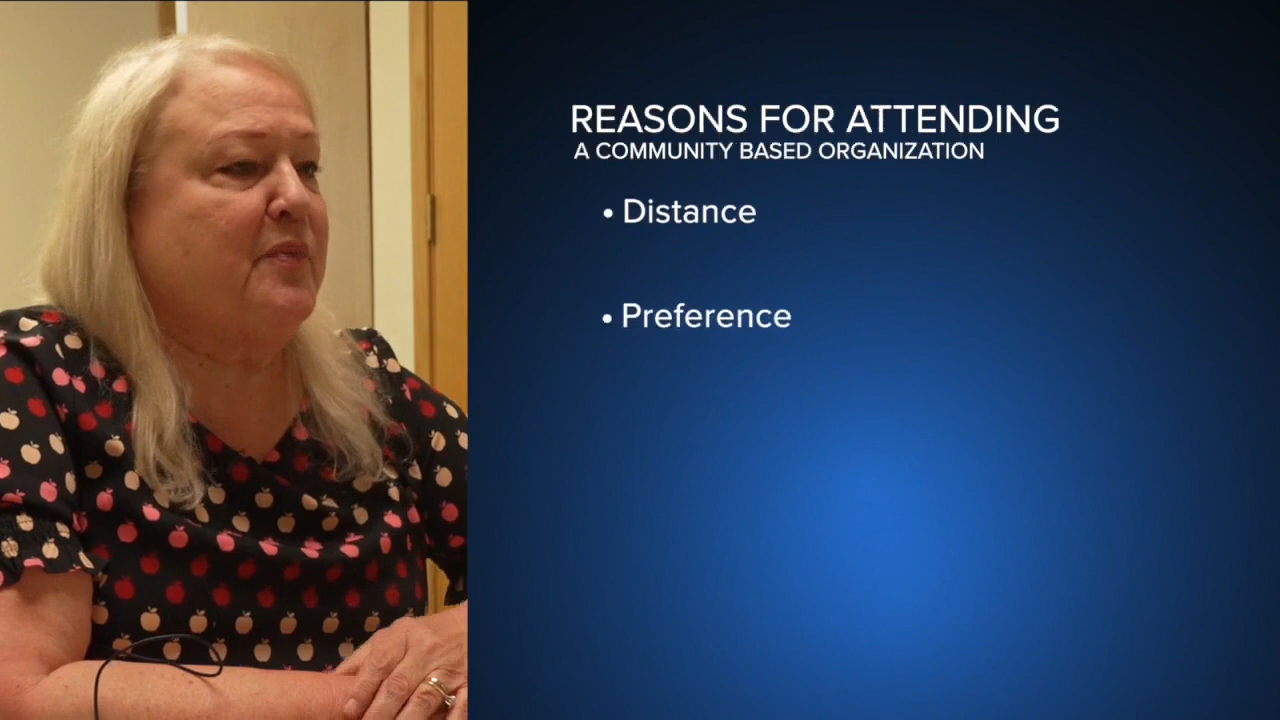 REASONS FOR ATTENDING
A COMMUNITY BASED ORGANIZATION
• Distance
• Preference